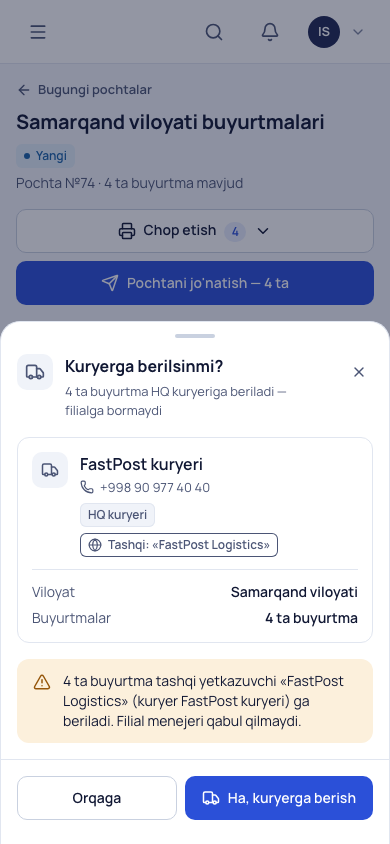 IS
Bugungi pochtalar
Samarqand viloyati buyurtmalari
Yangi
Pochta №74 · 4 ta buyurtma mavjud
Chop etish 4
Pochtani jo'natish — 4 ta
Kuryerga berilsinmi?
4 ta buyurtma HQ kuryeriga beriladi —
filialga bormaydi
FastPost kuryeri
+998 90 977 40 40
HQ kuryeri
Tashqi: «FastPost Logistics»
Viloyat Samarqand viloyati
Buyurtmalar 4 ta buyurtma
4 ta buyurtma tashqi yetkazuvchi «FastPost
Logistics» (kuryer FastPost kuryeri) ga
beriladi. Filial menejeri qabul qilmaydi.
Orqaga
Ha, kuryerga berish